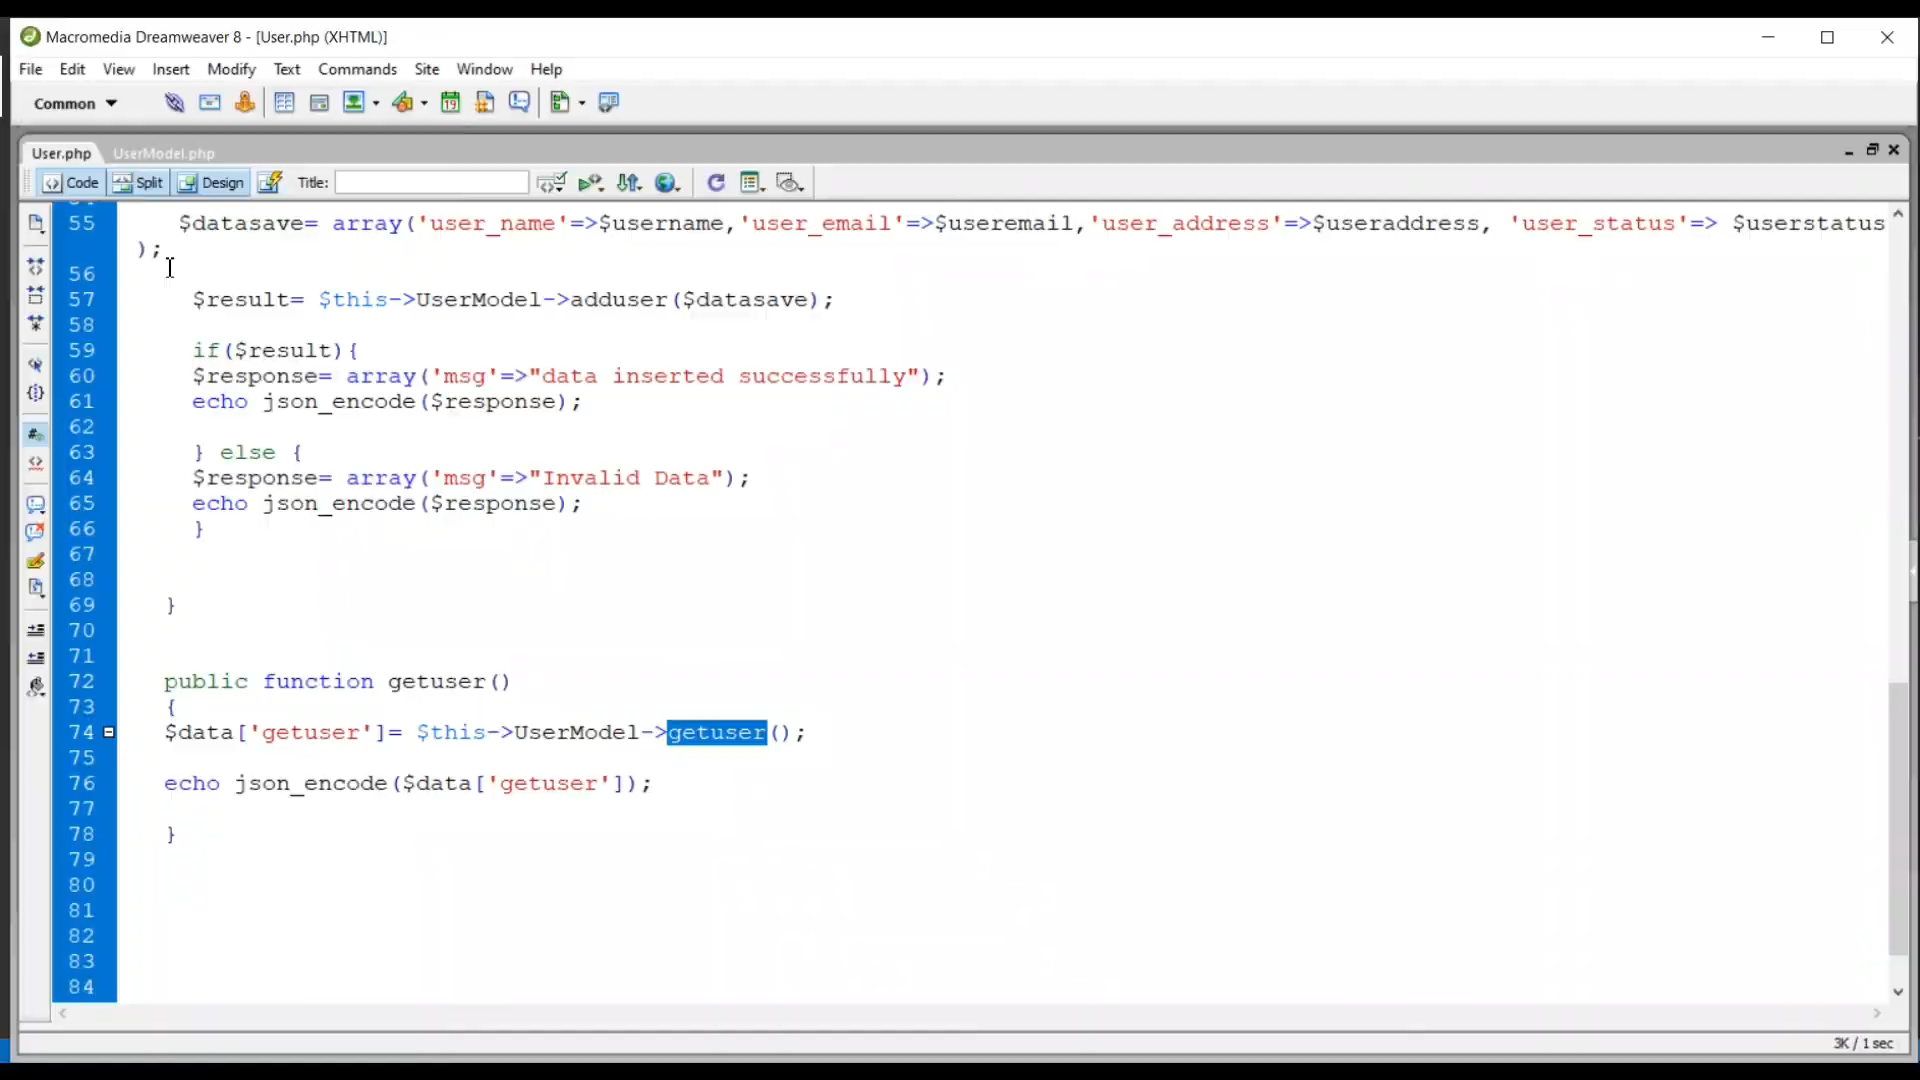 Macromedia Dreamweaver 8 - [User.php (XHTML)]
File Edit View Insert Modify Text Commands Site Window Help
Common
User.php UserModel.php
Code Split Design Title:
55 $datasave= array('user_name'=>$username,'user_email'=>$useremail,'user_address'=>$useraddress, 'user_status'=> $userstatus
);
56
57 $result= $this->UserModel->adduser($datasave);
58
59 if($result){
60 $response= array('msg'=>"data inserted successfully");
61 echo json_encode($response);
62
63 } else {
64 $response= array('msg'=>"Invalid Data");
65 echo json_encode($response);
66 }
67
68
69 }
70
71
72 public function getuser()
73 {
74 $data['getuser']= $this->UserModel->getuser();
75
76 echo json_encode($data['getuser']);
77
78 }
79
80
81
82
83
84
3K / 1 sec